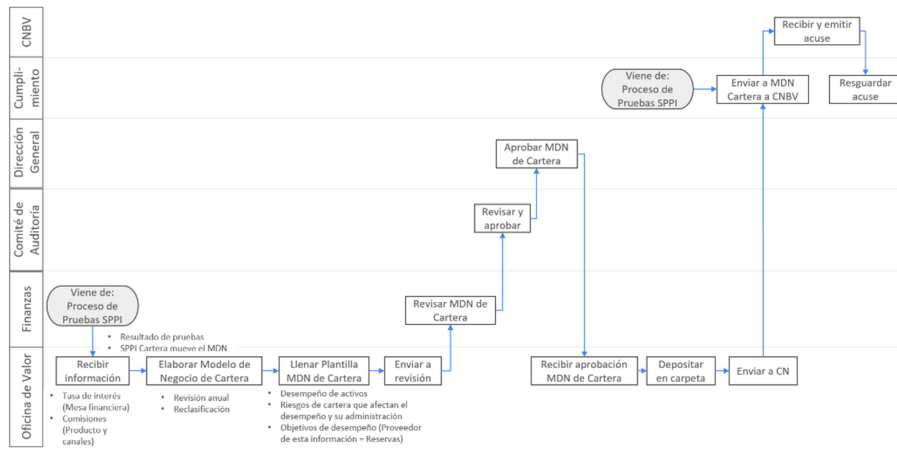 CNBV
Recibir y emitir
acuse
Cumpli-
miento
Viene de:
Proceso de
Pruebas SPPI
Enviar a MDN
Cartera a CNBV
Resguardar
acuse
Dirección
General
Aprobar MDN
de Cartera
Comité de
Auditoría
Revisar y
aprobar
Finanzas
Viene de:
Proceso de
Pruebas SPPI
Revisar MDN de
Cartera
• Resultado de pruebas
• SPPI Cartera mueve el MDN
Oficina de Valor
Recibir
información
Elaborar Modelo de
Negocio de Cartera
Llenar Plantilla
MDN de Cartera
Enviar a
revisión
Recibir aprobación
MDN de Cartera
Depositar
en carpeta
Enviar a CN
• Tasa de interés
(Mesa financiera)
• Comisiones
(Producto y
canales)
• Revisión anual
• Reclasificación
• Desempeño de activos
• Riesgos de cartera que afectan el
desempeño y su administración
• Objetivos de desempeño (Proveedor
de esta información = Reservas)